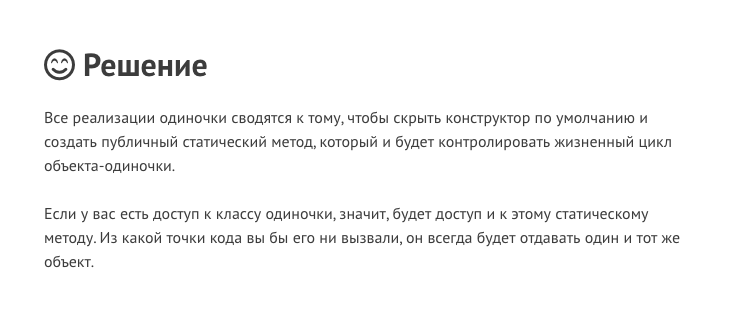 Решение
Все реализации одиночки сводятся к тому, чтобы скрыть конструктор по умолчанию и
создать публичный статический метод, который и будет контролировать жизненный цикл
объекта-одиночки.
Если у вас есть доступ к классу одиночки, значит, будет доступ и к этому статическому
методу. Из какой точки кода вы бы его ни вызвали, он всегда будет отдавать один и тот же
объект.